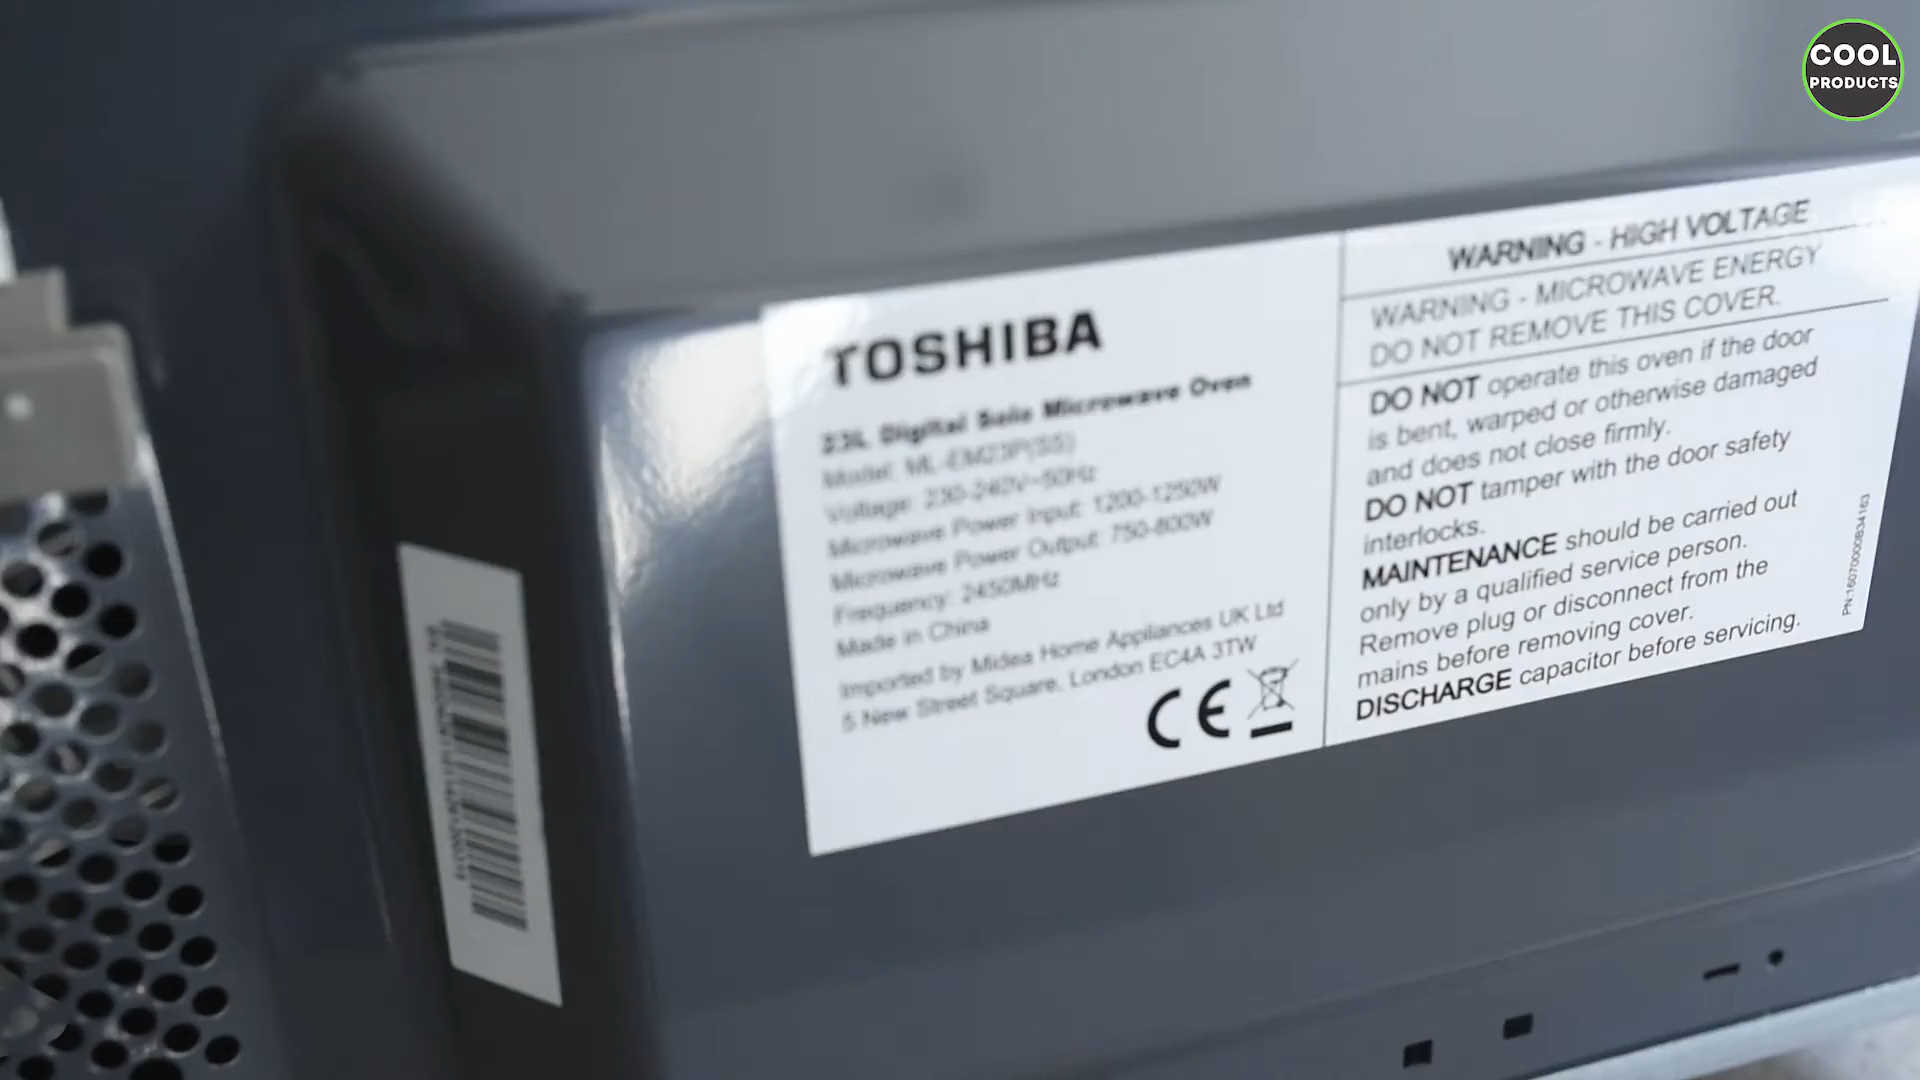 COOL
PRODUCTS
TOSHIBA
23L Digital Solo Microwave Oven
Model: ML-EM23P(SS)
Voltage: 230-240V~50Hz
Microwave Power Input: 1200-1250W
Microwave Power Output: 750-800W
Frequency: 2450MHz
Made in China
Imported by Midea Home Appliances UK Ltd
5 New Street Square, London EC4A 3TW
CE
WARNING - HIGH VOLTAGE
WARNING - MICROWAVE ENERGY
DO NOT REMOVE THIS COVER.
DO NOT operate this oven if the door
is bent, warped or otherwise damaged
and does not close firmly.
DO NOT tamper with the door safety
interlocks.
MAINTENANCE should be carried out
only by a qualified service person.
Remove plug or disconnect from the
mains before removing cover.
DISCHARGE capacitor before servicing.